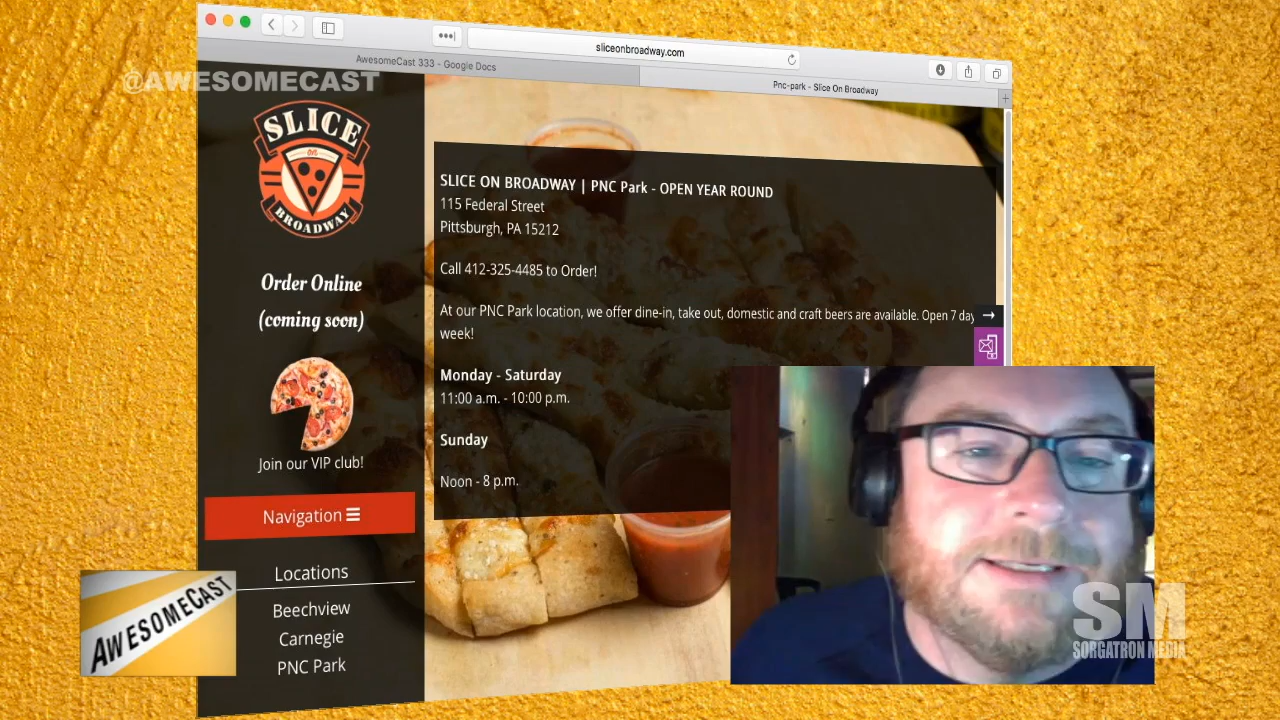 sliceonbroadway.com
AwesomeCast 333 - Google Docs
Pnc-park - Slice On Broadway
@AWESOMECAST
SLICE
on
BROADWAY
Order Online
(coming soon)
Join our VIP club!
Navigation
Locations
Beechview
Carnegie
PNC Park
SLICE ON BROADWAY | PNC Park - OPEN YEAR ROUND
115 Federal Street
Pittsburgh, PA 15212
Call 412-325-4485 to Order!
At our PNC Park location, we offer dine-in, take out, domestic and craft beers are available. Open 7 day
week!
Monday - Saturday
11:00 a.m. - 10:00 p.m.
Sunday
Noon - 8 p.m.
AWESOMECAST
SM
SORGATRON MEDIA